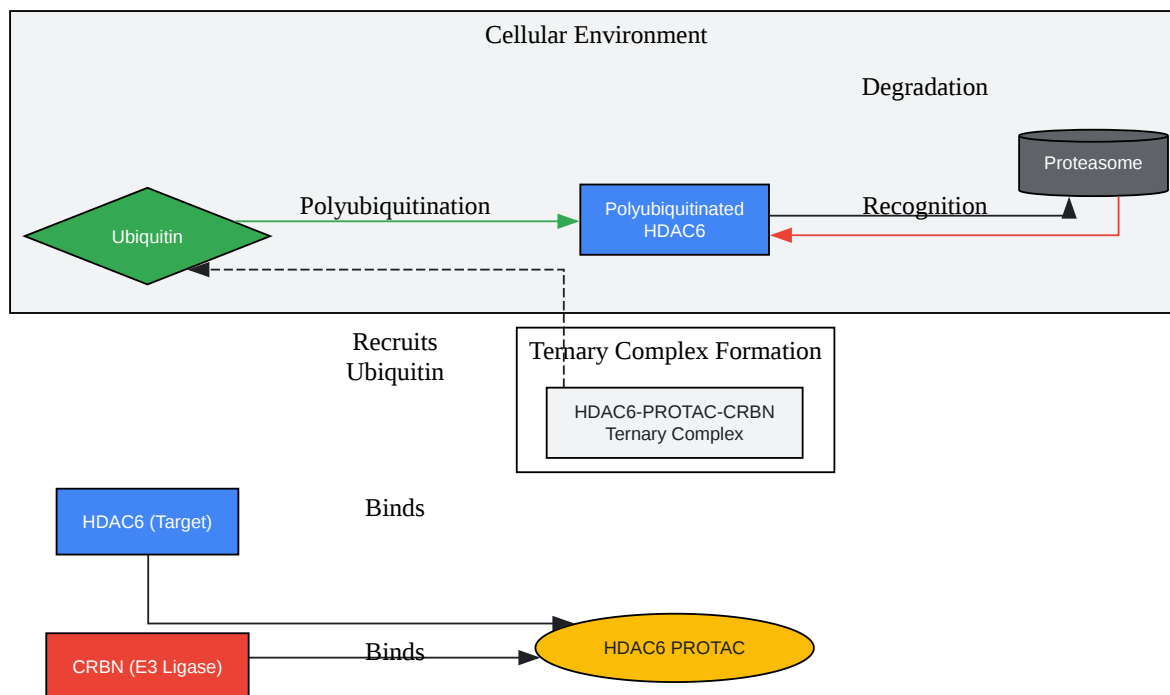 Cellular Environment
Degradation
Proteasome
Polyubiquitination
Polyubiquitinated
HDAC6
Recognition
Ubiquitin
Recruits
Ubiquitin
Ternary Complex Formation
HDAC6-PROTAC-CRBN
Ternary Complex
HDAC6 (Target)
Binds
CRBN (E3 Ligase)
Binds
HDAC6 PROTAC